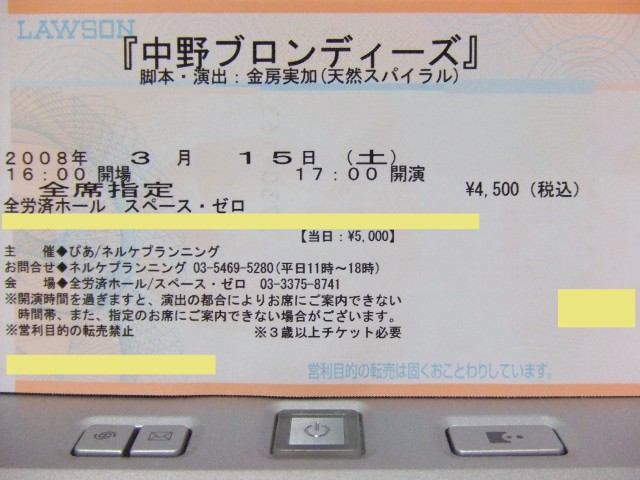 LAWSON
『中野ブロンディーズ』
脚本・演出：金房実加(天然スパイラル)
2008年 3 月 15日 （土）
16：00 開場 17：00 開演
全席指定 ¥4,500（税込）
全労済ホール スペース・ゼロ
【当日：¥5,000】
主 催◆ぴあ/ネルケプランニング
お問合せ◆ネルケプランニング 03-5469-5280(平日11時～18時)
会 場◆全労済ホール/スペース・ゼロ 03-3375-8741
※開演時間を過ぎますと、演出の都合によりお席にご案内できない
時間帯、また、指定のお席にご案内できない場合がございます。
※営利目的の転売禁止 ※３歳以上チケット必要
営利目的の転売は固くおことわりしています。